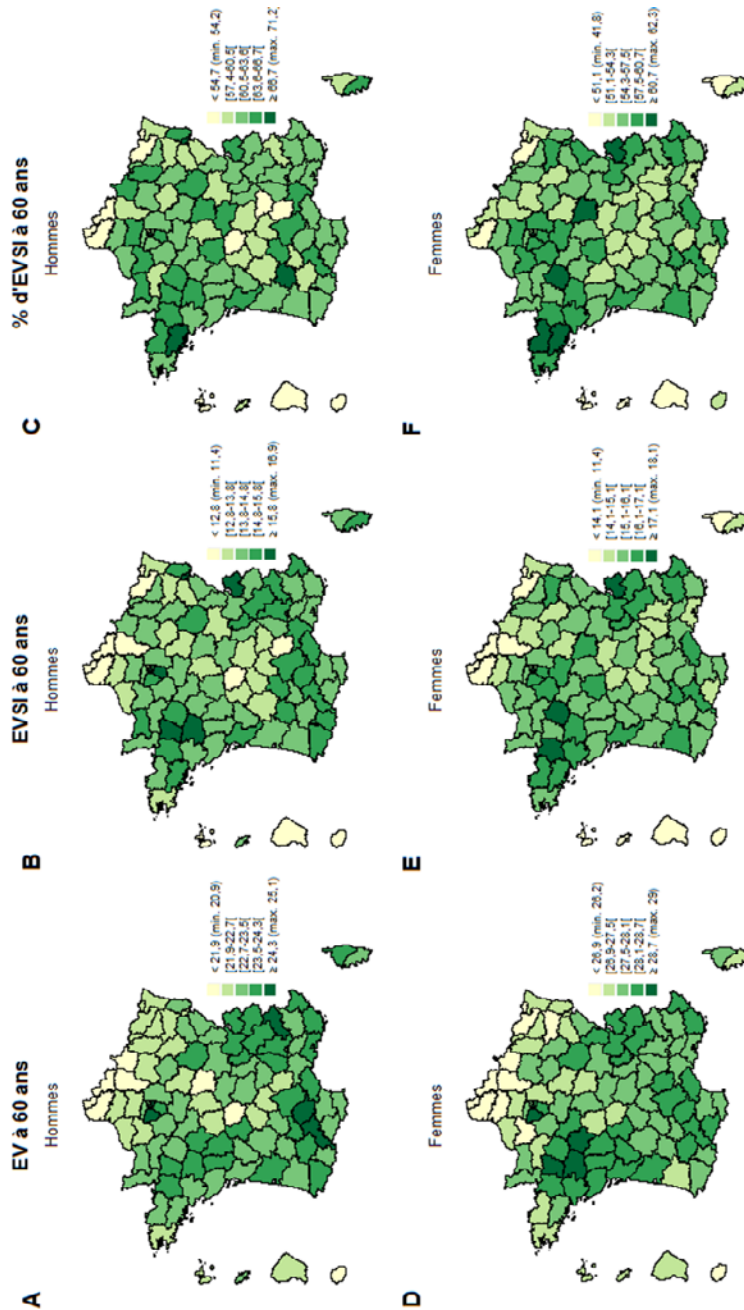 EV à 60 ans
EVSI à 60 ans
% d'EVSI à 60 ans
A
Hommes
< 21,9 (min. 20,9)
[21,9-22,7[
[22,7-23,5[
[23,5-24,3[
≥ 24,3 (max. 25,1)
B
Hommes
< 12,8 (min. 11,4)
[12,8-13,8[
[13,8-14,8[
[14,8-15,8[
≥ 15,8 (max. 16,9)
C
Hommes
< 54,7 (min. 54,2)
[57,4-60,5[
[60,5-63,6[
[63,6-66,7[
≥ 66,7 (max. 71,2)
D
Femmes
< 26,9 (min. 26,2)
[26,9-27,5[
[27,5-28,1[
[28,1-28,7[
≥ 28,7 (max. 29)
E
Femmes
< 14,1 (min. 11,4)
[14,1-15,1[
[15,1-16,1[
[16,1-17,1[
≥ 17,1 (max. 18,1)
F
Femmes
< 51,1 (min. 41,8)
[51,1-54,3[
[54,3-57,5[
[57,5-60,7[
≥ 60,7 (max. 62,3)